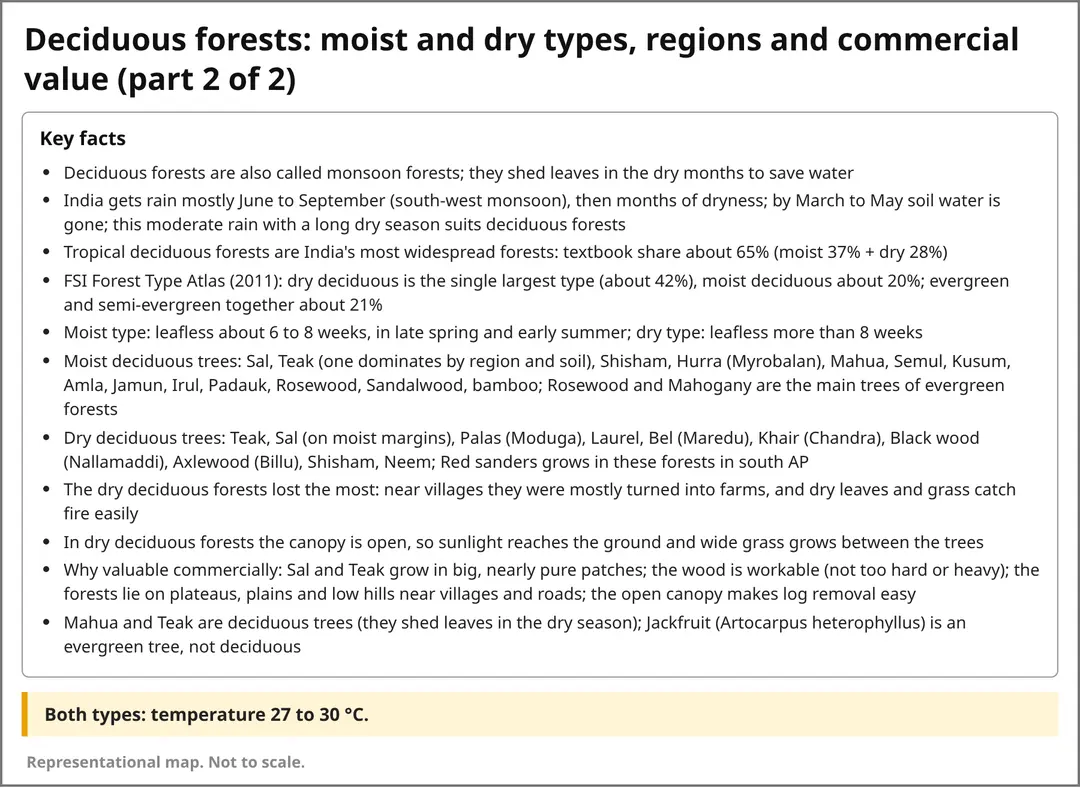 Deciduous forests: moist and dry types, regions and commercial
value (part 2 of 2)
Key facts
• Deciduous forests are also called monsoon forests; they shed leaves in the dry months to save water
• India gets rain mostly June to September (south-west monsoon), then months of dryness; by March to May soil water is
gone; this moderate rain with a long dry season suits deciduous forests
• Tropical deciduous forests are India's most widespread forests: textbook share about 65% (moist 37% + dry 28%)
• FSI Forest Type Atlas (2011): dry deciduous is the single largest type (about 42%), moist deciduous about 20%; evergreen
and semi-evergreen together about 21%
• Moist type: leafless about 6 to 8 weeks, in late spring and early summer; dry type: leafless more than 8 weeks
• Moist deciduous trees: Sal, Teak (one dominates by region and soil), Shisham, Hurra (Myrobalan), Mahua, Semul, Kusum,
Amla, Jamun, Irul, Padauk, Rosewood, Sandalwood, bamboo; Rosewood and Mahogany are the main trees of evergreen
forests
• Dry deciduous trees: Teak, Sal (on moist margins), Palas (Moduga), Laurel, Bel (Maredu), Khair (Chandra), Black wood
(Nallamaddi), Axlewood (Billu), Shisham, Neem; Red sanders grows in these forests in south AP
• The dry deciduous forests lost the most: near villages they were mostly turned into farms, and dry leaves and grass catch
fire easily
• In dry deciduous forests the canopy is open, so sunlight reaches the ground and wide grass grows between the trees
• Why valuable commercially: Sal and Teak grow in big, nearly pure patches; the wood is workable (not too hard or heavy); the
forests lie on plateaus, plains and low hills near villages and roads; the open canopy makes log removal easy
• Mahua and Teak are deciduous trees (they shed leaves in the dry season); Jackfruit (Artocarpus heterophyllus) is an
evergreen tree, not deciduous
Both types: temperature 27 to 30 °C.
Representational map. Not to scale.